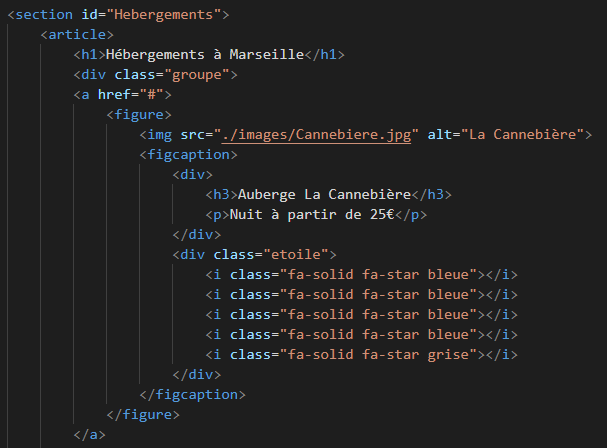 <section id="Hebergements">
<article>
<h1>Hébergements à Marseille</h1>
<div class="groupe">
<a href="#">
<figure>
<img src="./images/Cannebiere.jpg" alt="La Cannebière">
<figcaption>
<div>
<h3>Auberge La Cannebière</h3>
<p>Nuit à partir de 25€</p>
</div>
<div class="etoile">
<i class="fa-solid fa-star bleue"></i>
<i class="fa-solid fa-star bleue"></i>
<i class="fa-solid fa-star bleue"></i>
<i class="fa-solid fa-star bleue"></i>
<i class="fa-solid fa-star grise"></i>
</div>
</figcaption>
</figure>
</a>